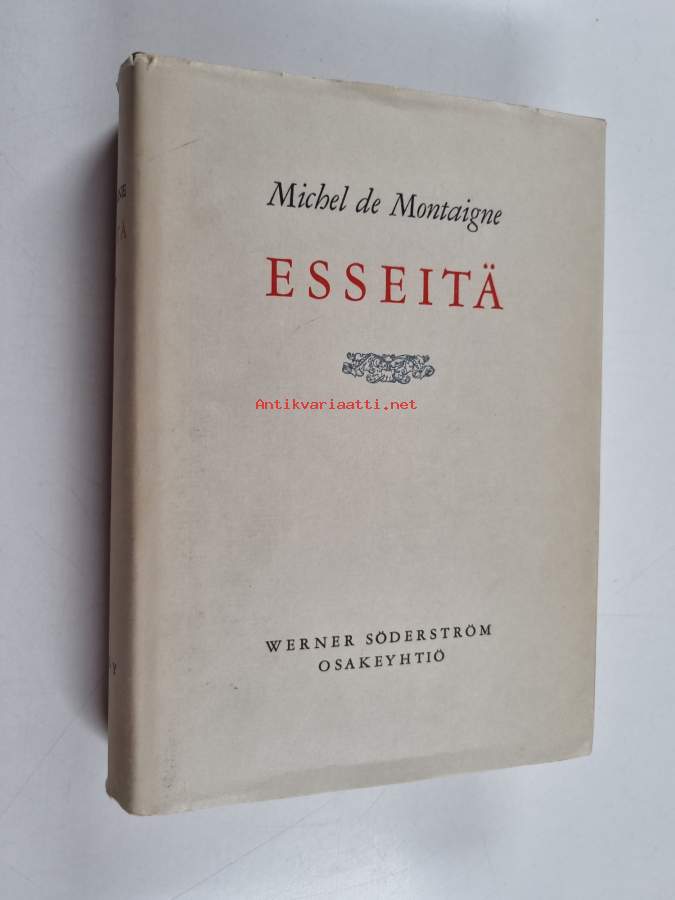 Michel de Montaigne
ESSEITÄ
Antikvariaatti.net
WERNER SÖDERSTRÖM
OSAKEYHTIÖ